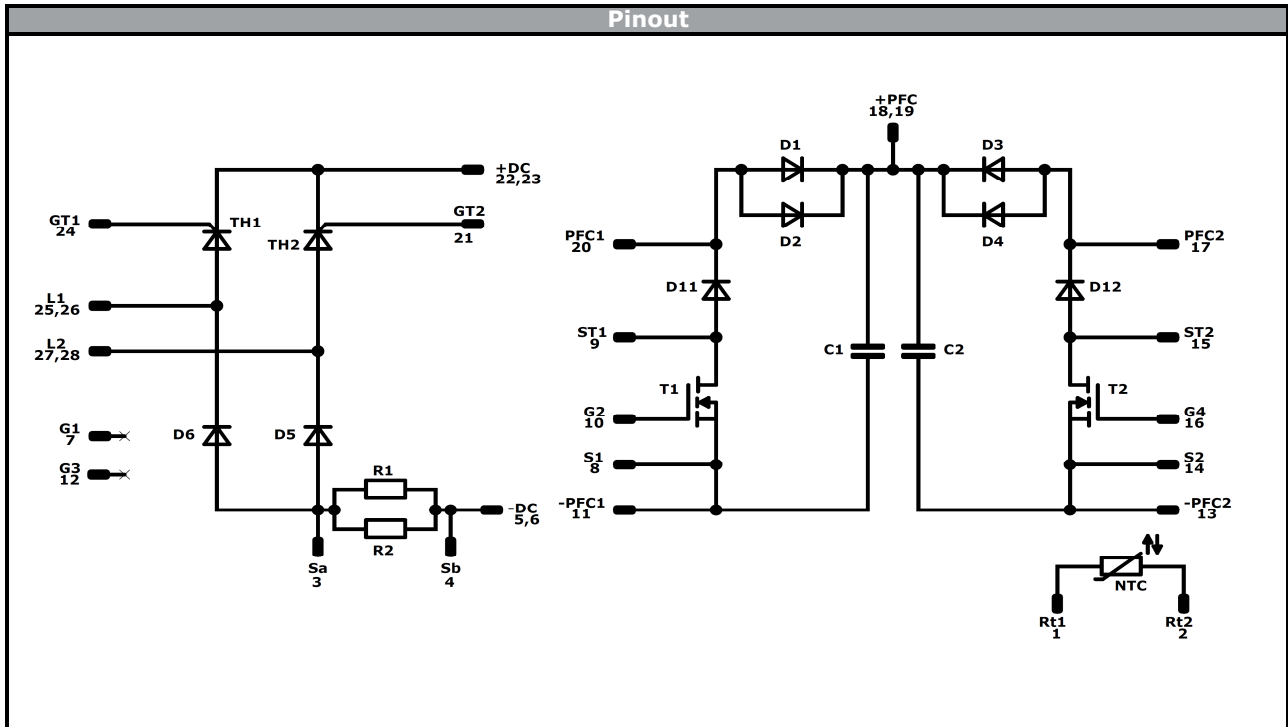 Pinout
+PFC
18,19
D1
D3
+DC
22,23
GT1
24
TH1
GT2
21
TH2
PFC1
20
D2
D4
PFC2
17
D11
D12
L1
25,26
ST1
9
ST2
15
L2
27,28
C1
C2
T1
T2
G2
10
G4
16
G1
7
D6
D5
S1
8
S2
14
G3
12
R1
-DC
5,6
-PFC1
11
-PFC2
13
R2
Sa
3
Sb
4
NTC
Rt1
1
Rt2
2